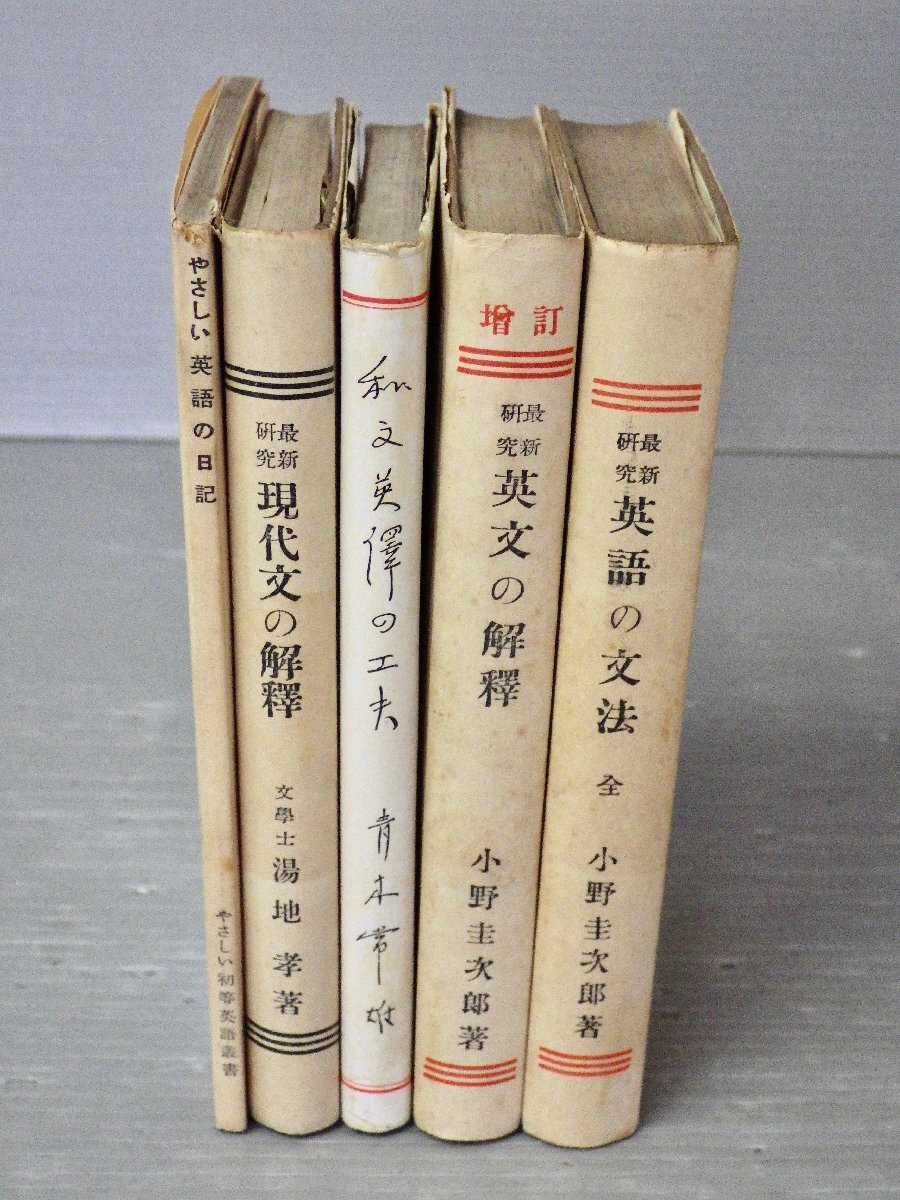 やさしい英語の日記
やさしい初等英語叢書
最新研究
現代文の解釋
文學士 湯地孝著
和文英譯の工夫
青木常雄
增訂
最新研究
英文の解釋
小野圭次郎著
最新研究
英語の文法 全
小野圭次郎著